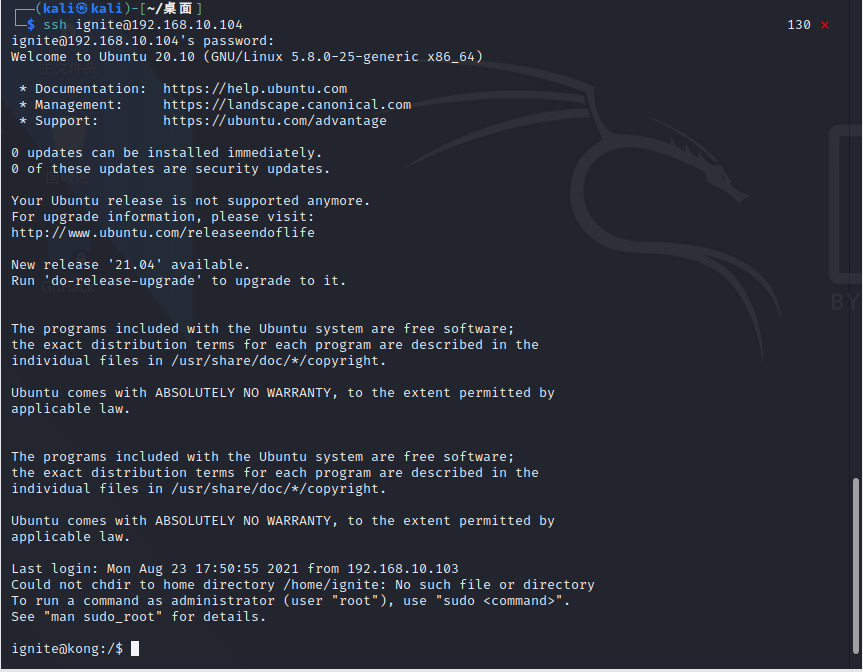 ┌──(kali㉿kali)-[~/桌面]
└─$ ssh ignite@192.168.10.104 130 ⨯
ignite@192.168.10.104's password:
Welcome to Ubuntu 20.10 (GNU/Linux 5.8.0-25-generic x86_64)

 * Documentation:  https://help.ubuntu.com
 * Management:     https://landscape.canonical.com
 * Support:        https://ubuntu.com/advantage

0 updates can be installed immediately.
0 of these updates are security updates.

Your Ubuntu release is not supported anymore.
For upgrade information, please visit:
http://www.ubuntu.com/releaseendoflife

New release '21.04' available.
Run 'do-release-upgrade' to upgrade to it.


The programs included with the Ubuntu system are free software;
the exact distribution terms for each program are described in the
individual files in /usr/share/doc/*/copyright.

Ubuntu comes with ABSOLUTELY NO WARRANTY, to the extent permitted by
applicable law.


The programs included with the Ubuntu system are free software;
the exact distribution terms for each program are described in the
individual files in /usr/share/doc/*/copyright.

Ubuntu comes with ABSOLUTELY NO WARRANTY, to the extent permitted by
applicable law.

Last login: Mon Aug 23 17:50:55 2021 from 192.168.10.103
Could not chdir to home directory /home/ignite: No such file or directory
To run a command as administrator (user "root"), use "sudo <command>".
See "man sudo_root" for details.

ignite@kong:/$
BY